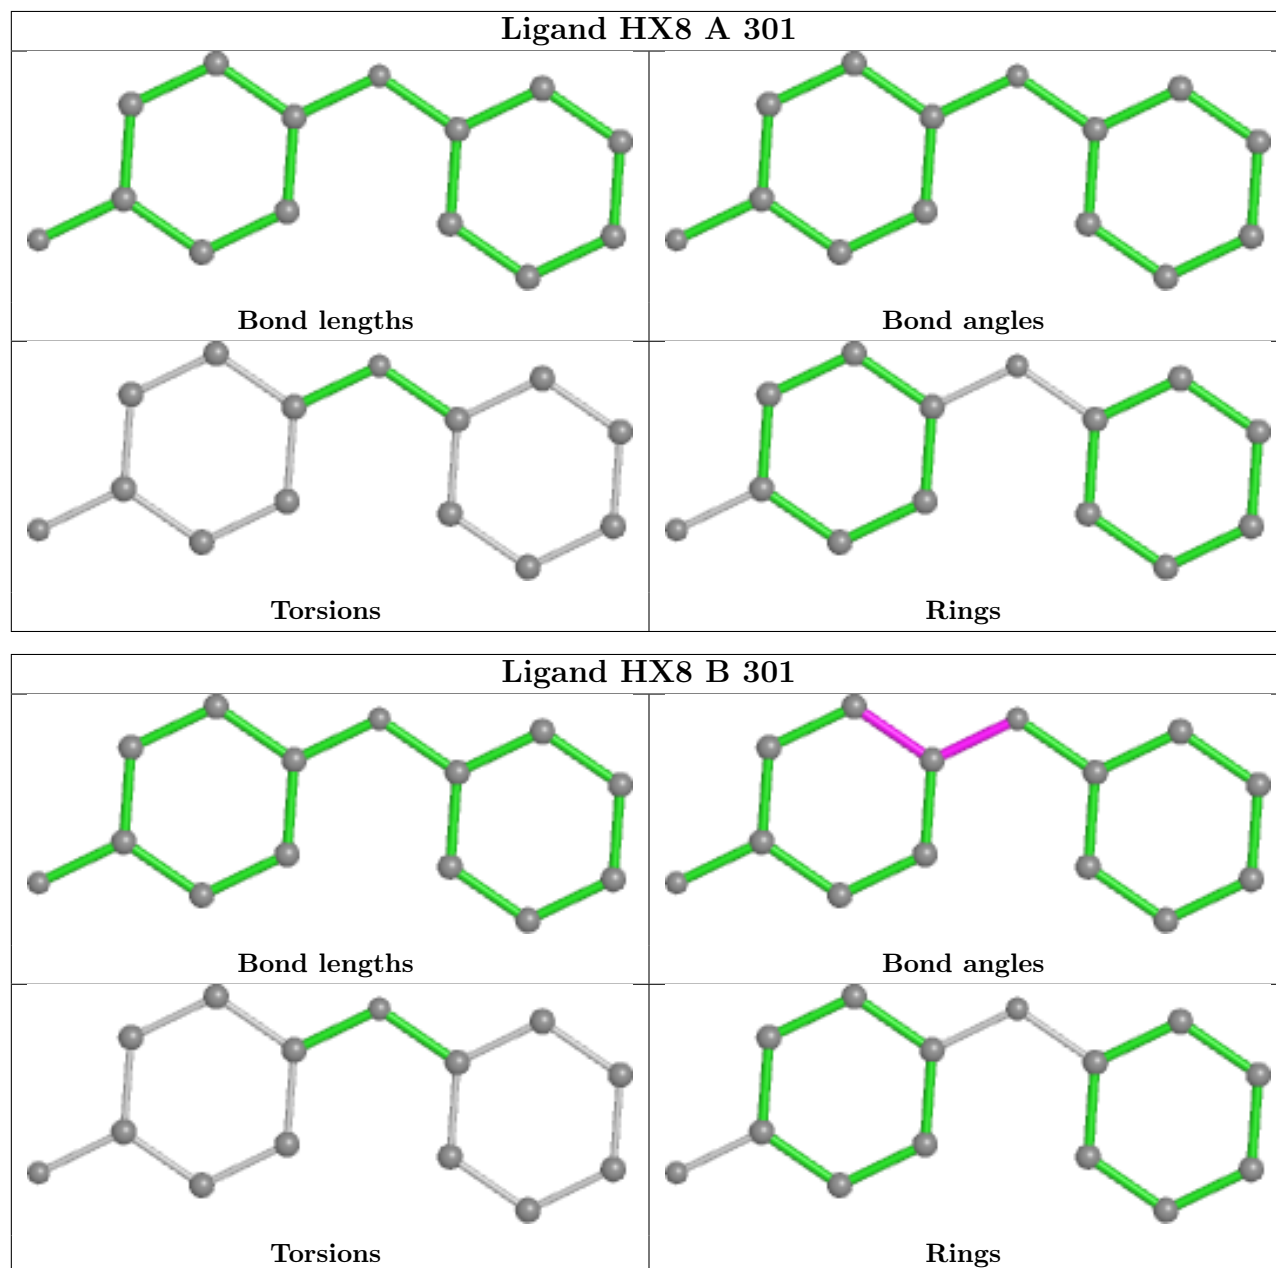 Ligand HX8 A 301
Bond lengths
Bond angles
Torsions
Rings
Ligand HX8 B 301
Bond lengths
Bond angles
Torsions
Rings